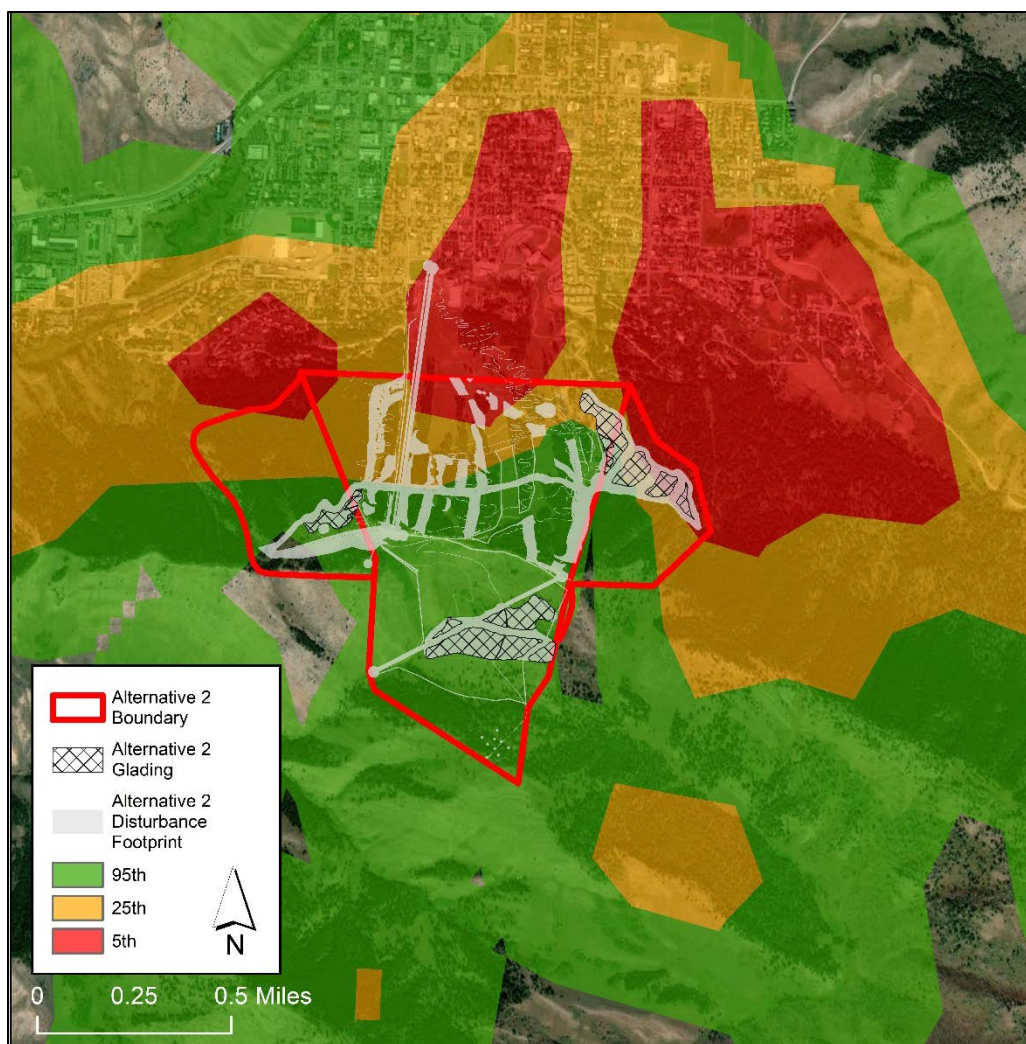 Alternative 2
Boundary
Alternative 2
Glading
Alternative 2
Disturbance
Footprint
95th
25th
5th
N
0 0.25 0.5 Miles